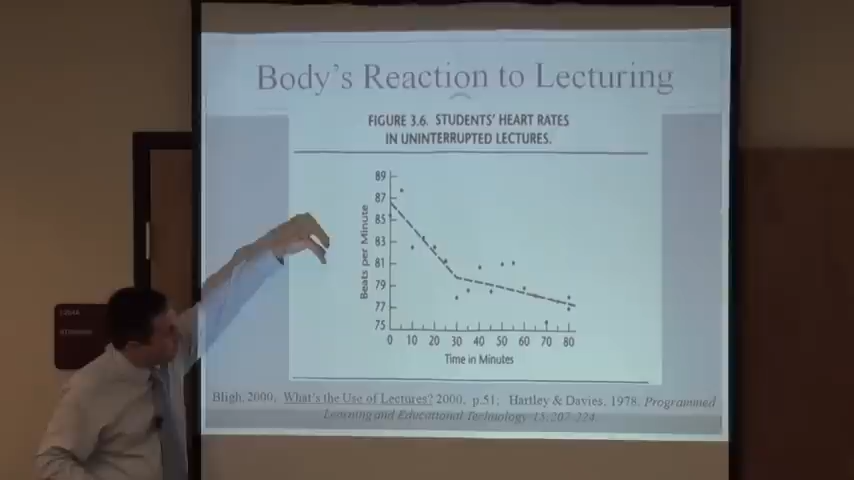 Body's Reaction to Lecturing
FIGURE 3.6. STUDENTS' HEART RATES
IN UNINTERRUPTED LECTURES.
Beats per Minute
89
87
85
83
81
79
77
75
0 10 20 30 40 50 60 70 80
Time in Minutes
Bligh, 2000, What's the Use of Lectures? 2000, p.51; Hartley & Davies, 1978. Programmed
Learning and Educational Technology 15:207-224.